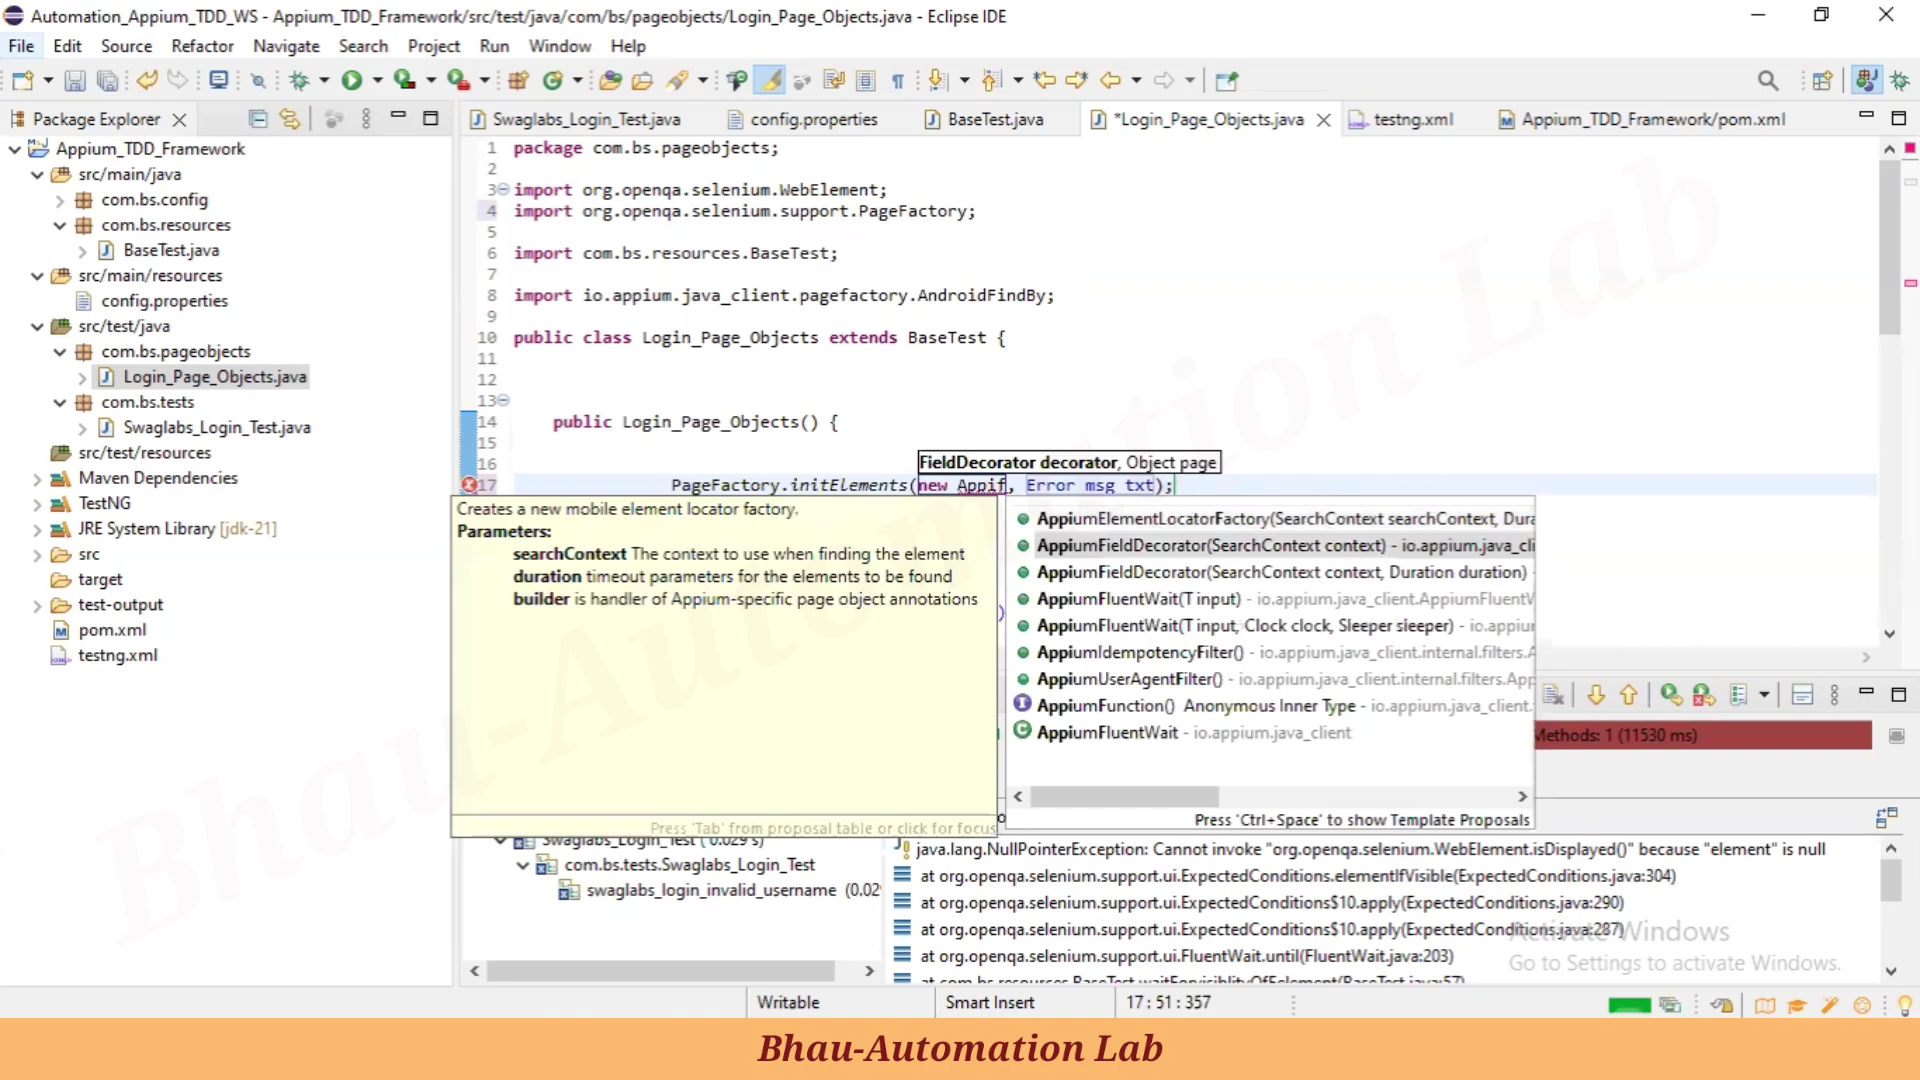 Automation_Appium_TDD_WS - Appium_TDD_Framework/src/test/java/com/bs/pageobjects/Login_Page_Objects.java - Eclipse IDE
File Edit Source Refactor Navigate Search Project Run Window Help
Package Explorer
Appium_TDD_Framework
src/main/java
com.bs.config
com.bs.resources
BaseTest.java
src/main/resources
config.properties
src/test/java
com.bs.pageobjects
Login_Page_Objects.java
com.bs.tests
Swaglabs_Login_Test.java
src/test/resources
Maven Dependencies
TestNG
JRE System Library [jdk-21]
src
target
test-output
pom.xml
testng.xml
Swaglabs_Login_Test.java config.properties BaseTest.java *Login_Page_Objects.java testng.xml Appium_TDD_Framework/pom.xml
1 package com.bs.pageobjects;
2
3 import org.openqa.selenium.WebElement;
4 import org.openqa.selenium.support.PageFactory;
5
6 import com.bs.resources.BaseTest;
7
8 import io.appium.java_client.pagefactory.AndroidFindBy;
9
10 public class Login_Page_Objects extends BaseTest {
11
12
13
14 public Login_Page_Objects() {
15
16
FieldDecorator decorator, Object page
17 PageFactory.initElements(new Appif, Error_msg_txt);
Creates a new mobile element locator factory.
Parameters:
searchContext The context to use when finding the element
duration timeout parameters for the elements to be found
builder is handler of Appium-specific page object annotations
Press 'Tab' from proposal table or click for focus
AppiumElementLocatorFactory(SearchContext searchContext, Dura
AppiumFieldDecorator(SearchContext context) - io.appium.java_cli
AppiumFieldDecorator(SearchContext context, Duration duration)
AppiumFluentWait(T input) - io.appium.java_client.AppiumFluentW
AppiumFluentWait(T input, Clock clock, Sleeper sleeper) - io.appiu
AppiumIdempotencyFilter() - io.appium.java_client.internal.filters.A
AppiumUserAgentFilter() - io.appium.java_client.internal.filters.App
AppiumFunction() Anonymous Inner Type - io.appium.java_client.
AppiumFluentWait - io.appium.java_client
Press 'Ctrl+Space' to show Template Proposals
Methods: 1 (11530 ms)
Swaglabs_Login_Test ( 0.029 s)
com.bs.tests.Swaglabs_Login_Test
swaglabs_login_invalid_username (0.02
java.lang.NullPointerException: Cannot invoke "org.openqa.selenium.WebElement.isDisplayed()" because "element" is null
at org.openqa.selenium.support.ui.ExpectedConditions.elementIfVisible(ExpectedConditions.java:304)
at org.openqa.selenium.support.ui.ExpectedConditions$10.apply(ExpectedConditions.java:290)
at org.openqa.selenium.support.ui.ExpectedConditions$10.apply(ExpectedConditions.java:287)
at org.openqa.selenium.support.ui.FluentWait.until(FluentWait.java:203)
Activate Windows
Go to Settings to activate Windows.
Writable Smart Insert 17 : 51 : 357
Bhau-Automation Lab
Bhau-Automation Lab